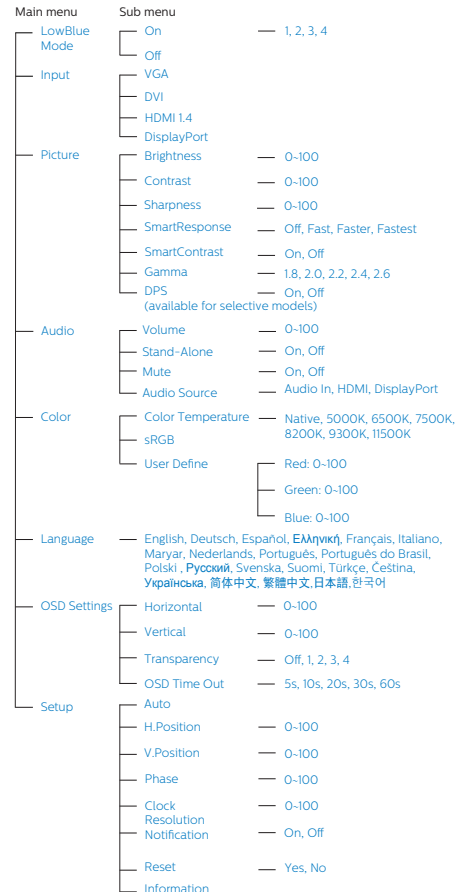 Main menu Sub menu
LowBlue Mode On 1, 2, 3, 4
Off
Input VGA
DVI
HDMI 1.4
DisplayPort
Picture Brightness 0~100
Contrast 0~100
Sharpness 0~100
SmartResponse Off, Fast, Faster, Fastest
SmartContrast On, Off
Gamma 1.8, 2.0, 2.2, 2.4, 2.6
DPS On, Off
(available for selective models)
Audio Volume 0~100
Stand-Alone On, Off
Mute On, Off
Audio Source Audio In, HDMI, DisplayPort
Color Color Temperature Native, 5000K, 6500K, 7500K,
8200K, 9300K, 11500K
sRGB
User Define Red: 0~100
Green: 0~100
Blue: 0~100
Language English, Deutsch, Español, Ελληνική, Français, Italiano,
Maryar, Nederlands, Português, Português do Brasil,
Polski , Русский, Svenska, Suomi, Türkçe, Čeština,
Українська, 简体中文, 繁體中文,日本語,한국어
OSD Settings Horizontal 0~100
Vertical 0~100
Transparency Off, 1, 2, 3, 4
OSD Time Out 5s, 10s, 20s, 30s, 60s
Setup Auto
H.Position 0~100
V.Position 0~100
Phase 0~100
Clock 0~100
Resolution
Notification On, Off
Reset Yes, No
Information